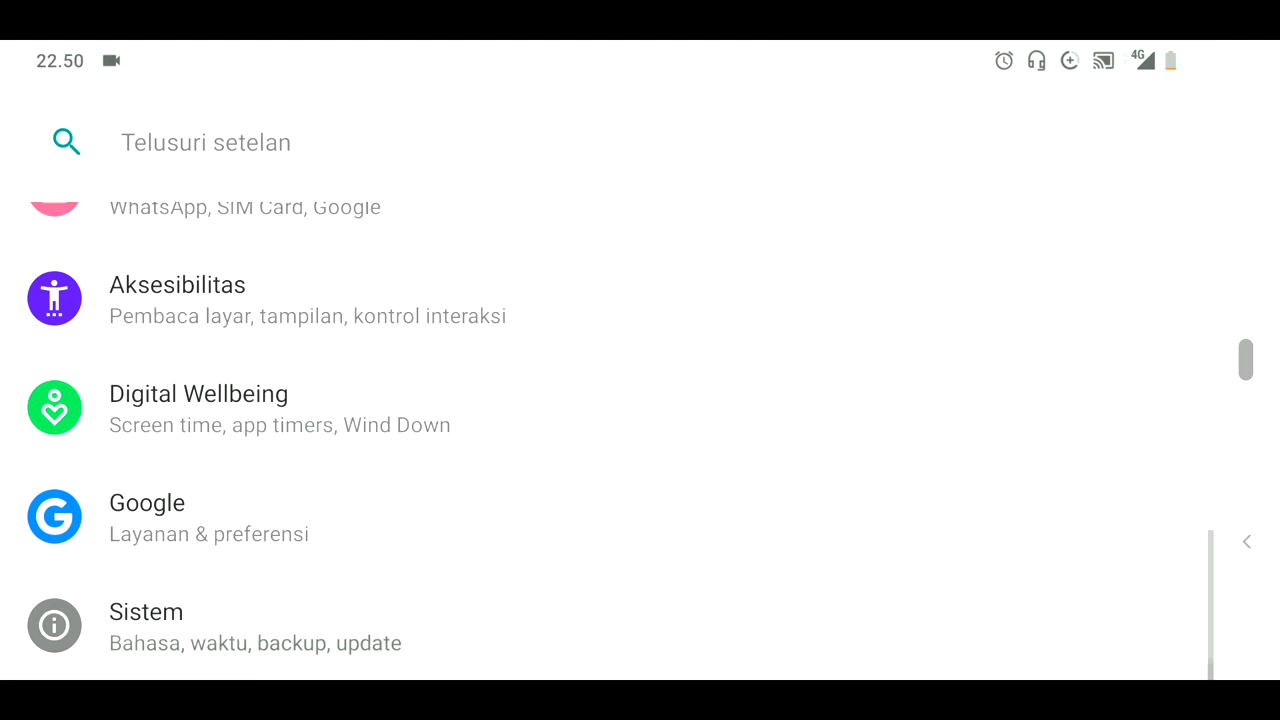 22.50
4G
Telusuri setelan
WhatsApp, SIM Card, Google
Aksesibilitas
Pembaca layar, tampilan, kontrol interaksi
Digital Wellbeing
Screen time, app timers, Wind Down
Google
Layanan & preferensi
Sistem
Bahasa, waktu, backup, update